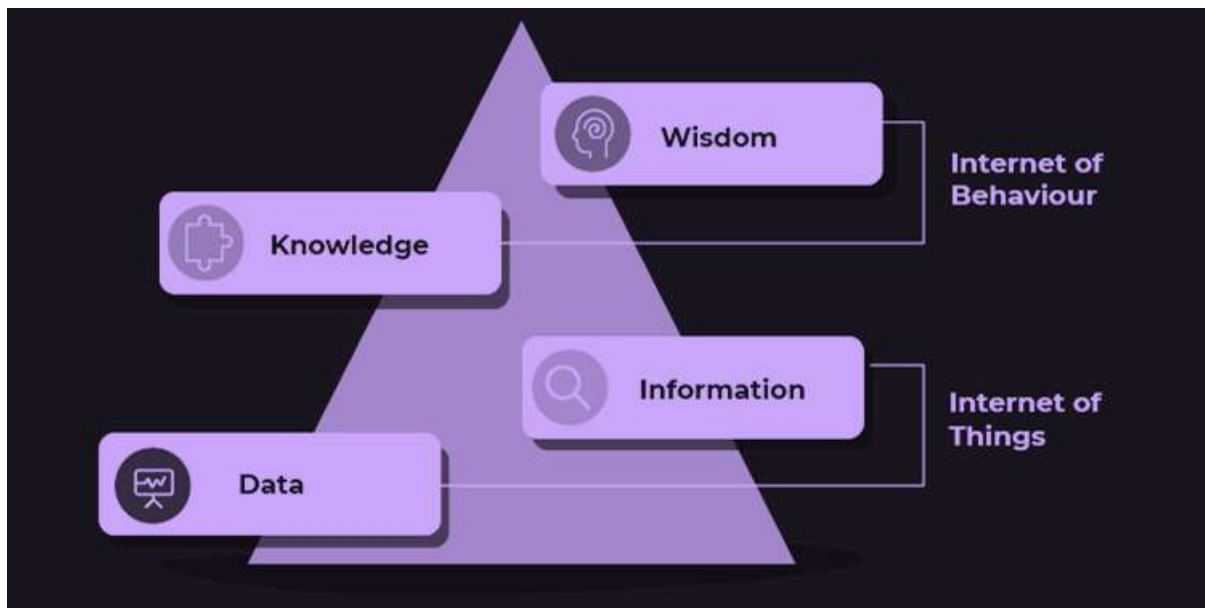 Wisdom
Internet of
Behaviour
Knowledge
Information
Internet of
Things
Data